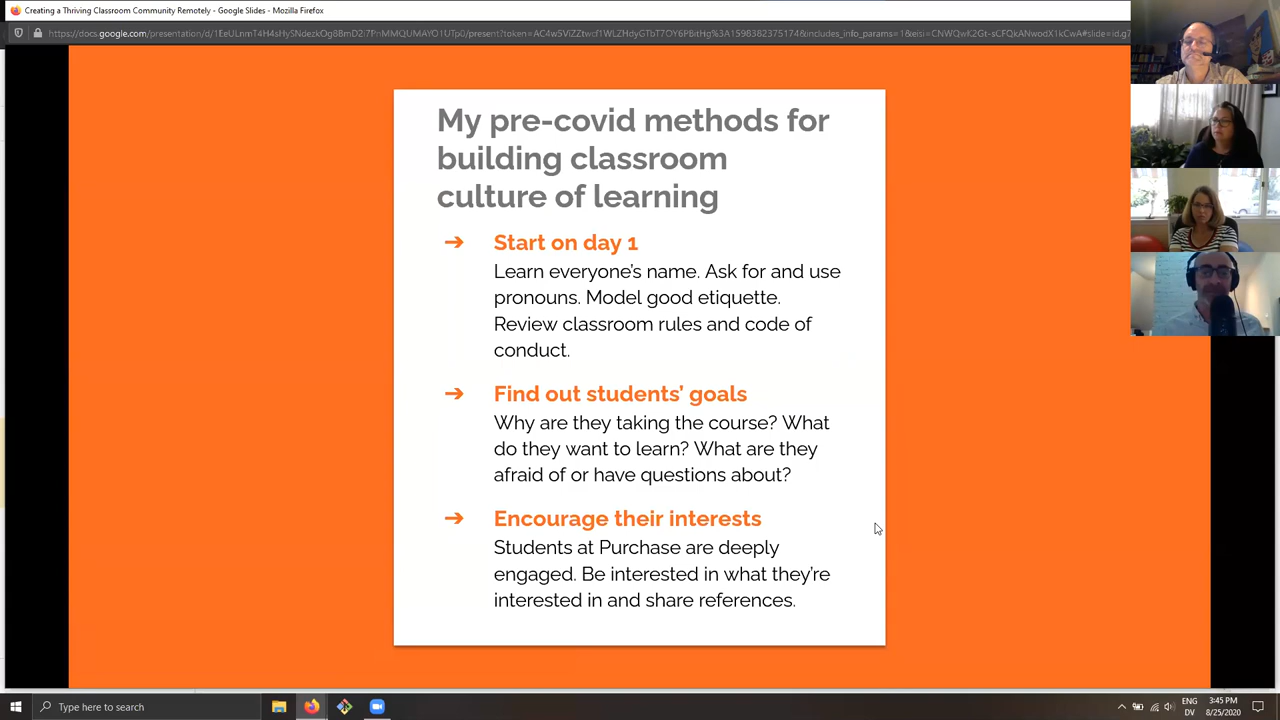 Creating a Thriving Classroom Community Remotely - Google Slides - Mozilla Firefox
My pre-covid methods for
building classroom
culture of learning
➔ Start on day 1
Learn everyone's name. Ask for and use
pronouns. Model good etiquette.
Review classroom rules and code of
conduct.
➔ Find out students' goals
Why are they taking the course? What
do they want to learn? What are they
afraid of or have questions about?
➔ Encourage their interests
Students at Purchase are deeply
engaged. Be interested in what they're
interested in and share references.
Type here to search
ENG
DV
3:45 PM
8/25/2020